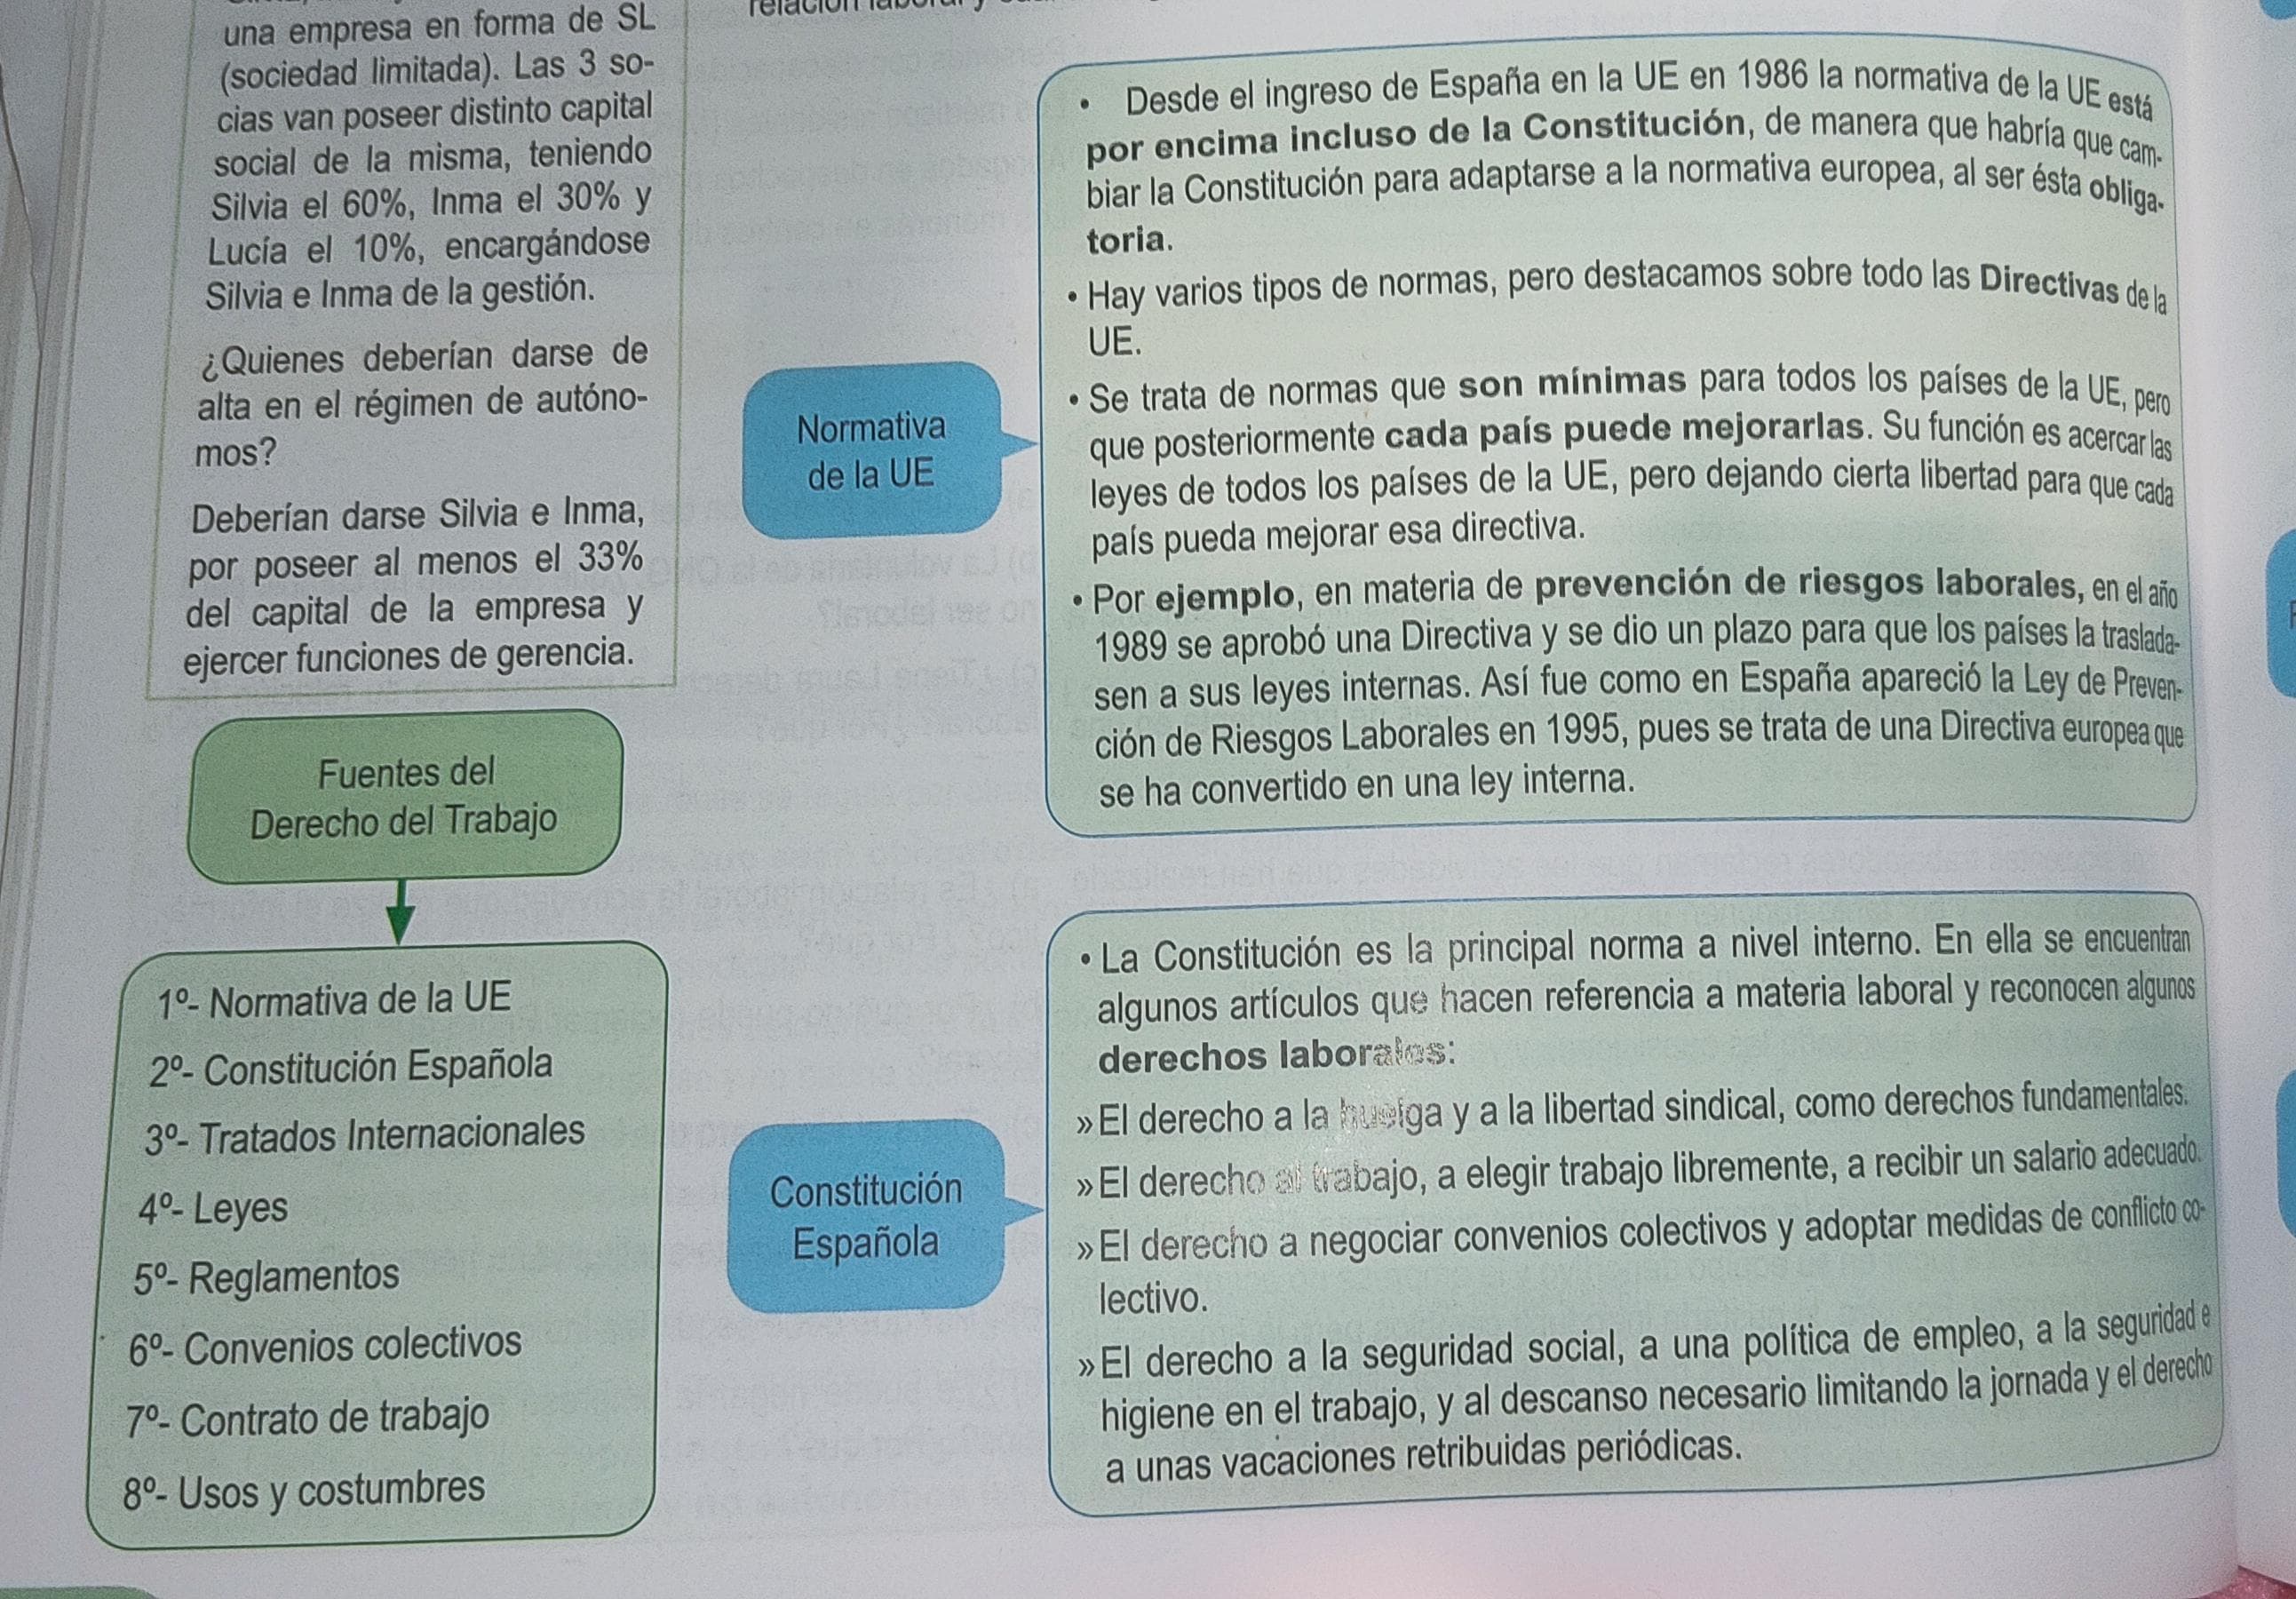 una empresa en forma de SL
(sociedad limitada). Las 3 so-
cias van poseer distinto capital
social de la misma, teniendo
Silvia el 60%, Inma el 30% y
Lucía el 10%, encargándose
Silvia e Inma de la gestión.
¿Quienes deberían darse de
alta en el régimen de autóno-
mos?
Deberían darse Silvia e Inma,
por poseer al menos el 33%
del capital de la empresa y
ejercer funciones de gerencia.
Fuentes del
Derecho del Trabajo
1º- Normativa de la UE
2º- Constitución Española
3º- Tratados Internacionales
4º- Leyes
5º- Reglamentos
6º- Convenios colectivos
7º- Contrato de trabajo
8º- Usos y costumbres
Normativa
de la UE
• Desde el ingreso de España en la UE en 1986 la normativa de la UE está
por encima incluso de la Constitución, de manera que habría que cam-
biar la Constitución para adaptarse a la normativa europea, al ser ésta obliga-
toria.
• Hay varios tipos de normas, pero destacamos sobre todo las Directivas de la
UE.
• Se trata de normas que son mínimas para todos los países de la UE, pero
que posteriormente cada país puede mejorarlas. Su función es acercar las
leyes de todos los países de la UE, pero dejando cierta libertad para que cada
país pueda mejorar esa directiva.
• Por ejemplo, en materia de prevención de riesgos laborales, en el año
1989 se aprobó una Directiva y se dio un plazo para que los países la traslada-
sen a sus leyes internas. Así fue como en España apareció la Ley de Preven-
ción de Riesgos Laborales en 1995, pues se trata de una Directiva europea que
se ha convertido en una ley interna.
Constitución
Española
• La Constitución es la principal norma a nivel interno. En ella se encuentran
algunos artículos que hacen referencia a materia laboral y reconocen algunos
derechos laborales:
» El derecho a la huelga y a la libertad sindical, como derechos fundamentales.
» El derecho al trabajo, a elegir trabajo libremente, a recibir un salario adecuado.
» El derecho a negociar convenios colectivos y adoptar medidas de conflicto co-
lectivo.
» El derecho a la seguridad social, a una política de empleo, a la seguridad e
higiene en el trabajo, y al descanso necesario limitando la jornada y el derecho
a unas vacaciones retribuidas periódicas.